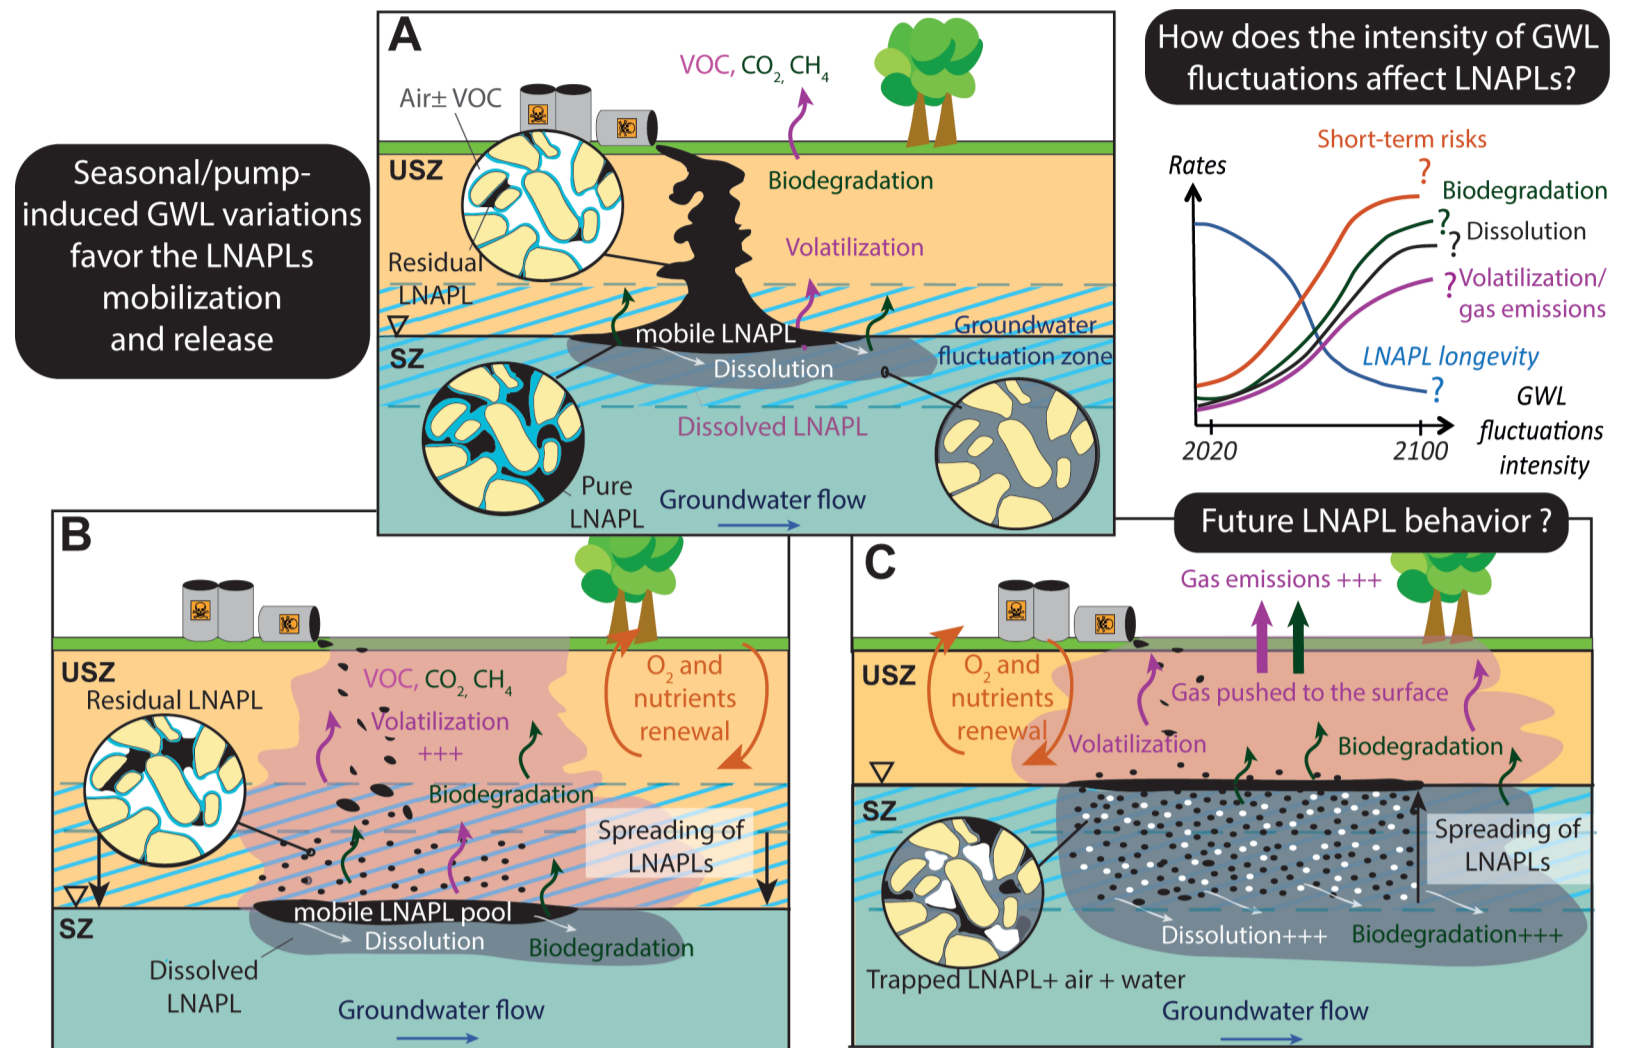 Seasonal/pump-
induced GWL variations
favor the LNAPLs
mobilization
and release
A
VOC, CO2, CH4
Air± VOC
USZ
Biodegradation
Volatilization
Residual
LNAPL
mobile LNAPL
Groundwater
fluctuation zone
SZ
Dissolution
Dissolved LNAPL
Pure
LNAPL
Groundwater flow
How does the intensity of GWL
fluctuations affect LNAPLs?
Short-term risks
?
Rates
Biodegradation
?
Dissolution
?
Volatilization/
gas emissions
?
LNAPL longevity
?
GWL
fluctuations
intensity
2020
2100
Future LNAPL behavior ?
B
USZ
Residual LNAPL
VOC, CO2, CH4
Volatilization
+++
O2 and
nutrients
renewal
Biodegradation
Spreading of
LNAPLs
SZ
mobile LNAPL pool
Dissolution
Biodegradation
Dissolved
LNAPL
Groundwater flow
C
Gas emissions +++
USZ
O2 and
nutrients
renewal
Gas pushed to the surface
Volatilization
Biodegradation
SZ
Spreading of
LNAPLs
Dissolution+++
Biodegradation+++
Trapped LNAPL+ air + water
Groundwater flow